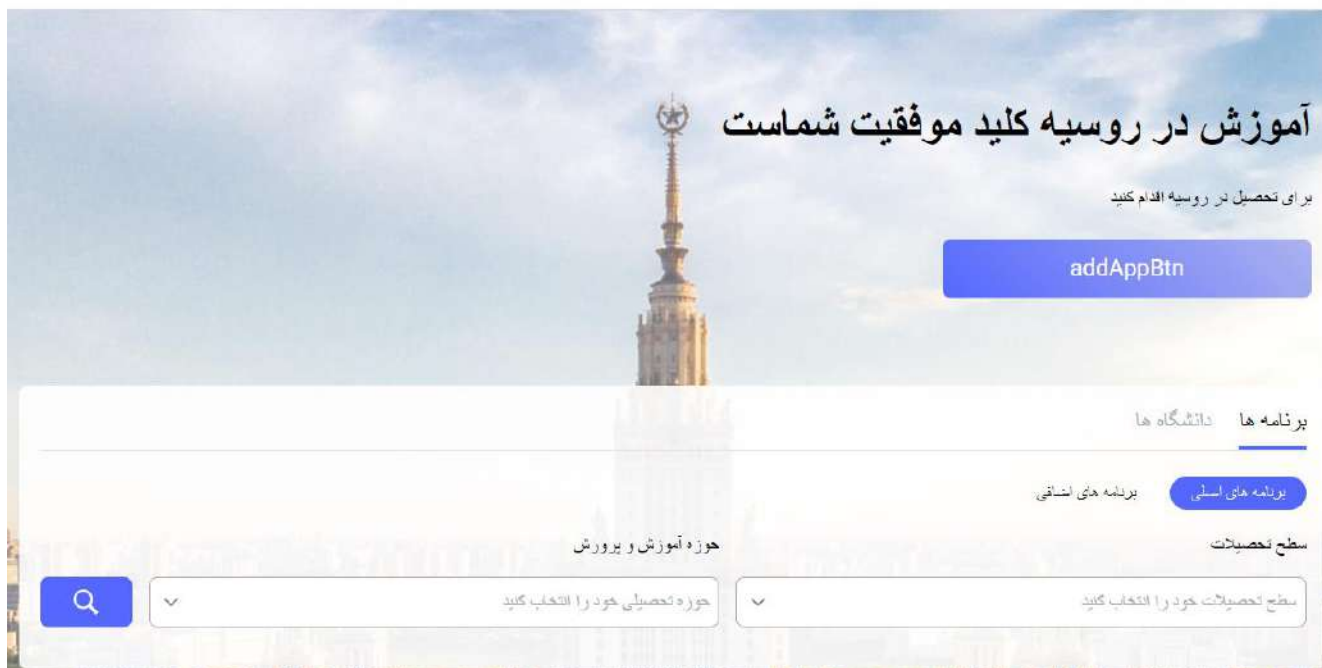 آموزش در روسیه کلید موفقیت شماست
برای تحصیل در روسیه اقدام کنید
addAppBtn
برنامه ها دانشگاه ها
برنامه های اصلی برنامه های اضافی
سطح تحصیلات حوزه آموزش و پرورش
سطح تحصیلات خود را انتخاب کنید حوزه تحصیلی خود را انتخاب کنید